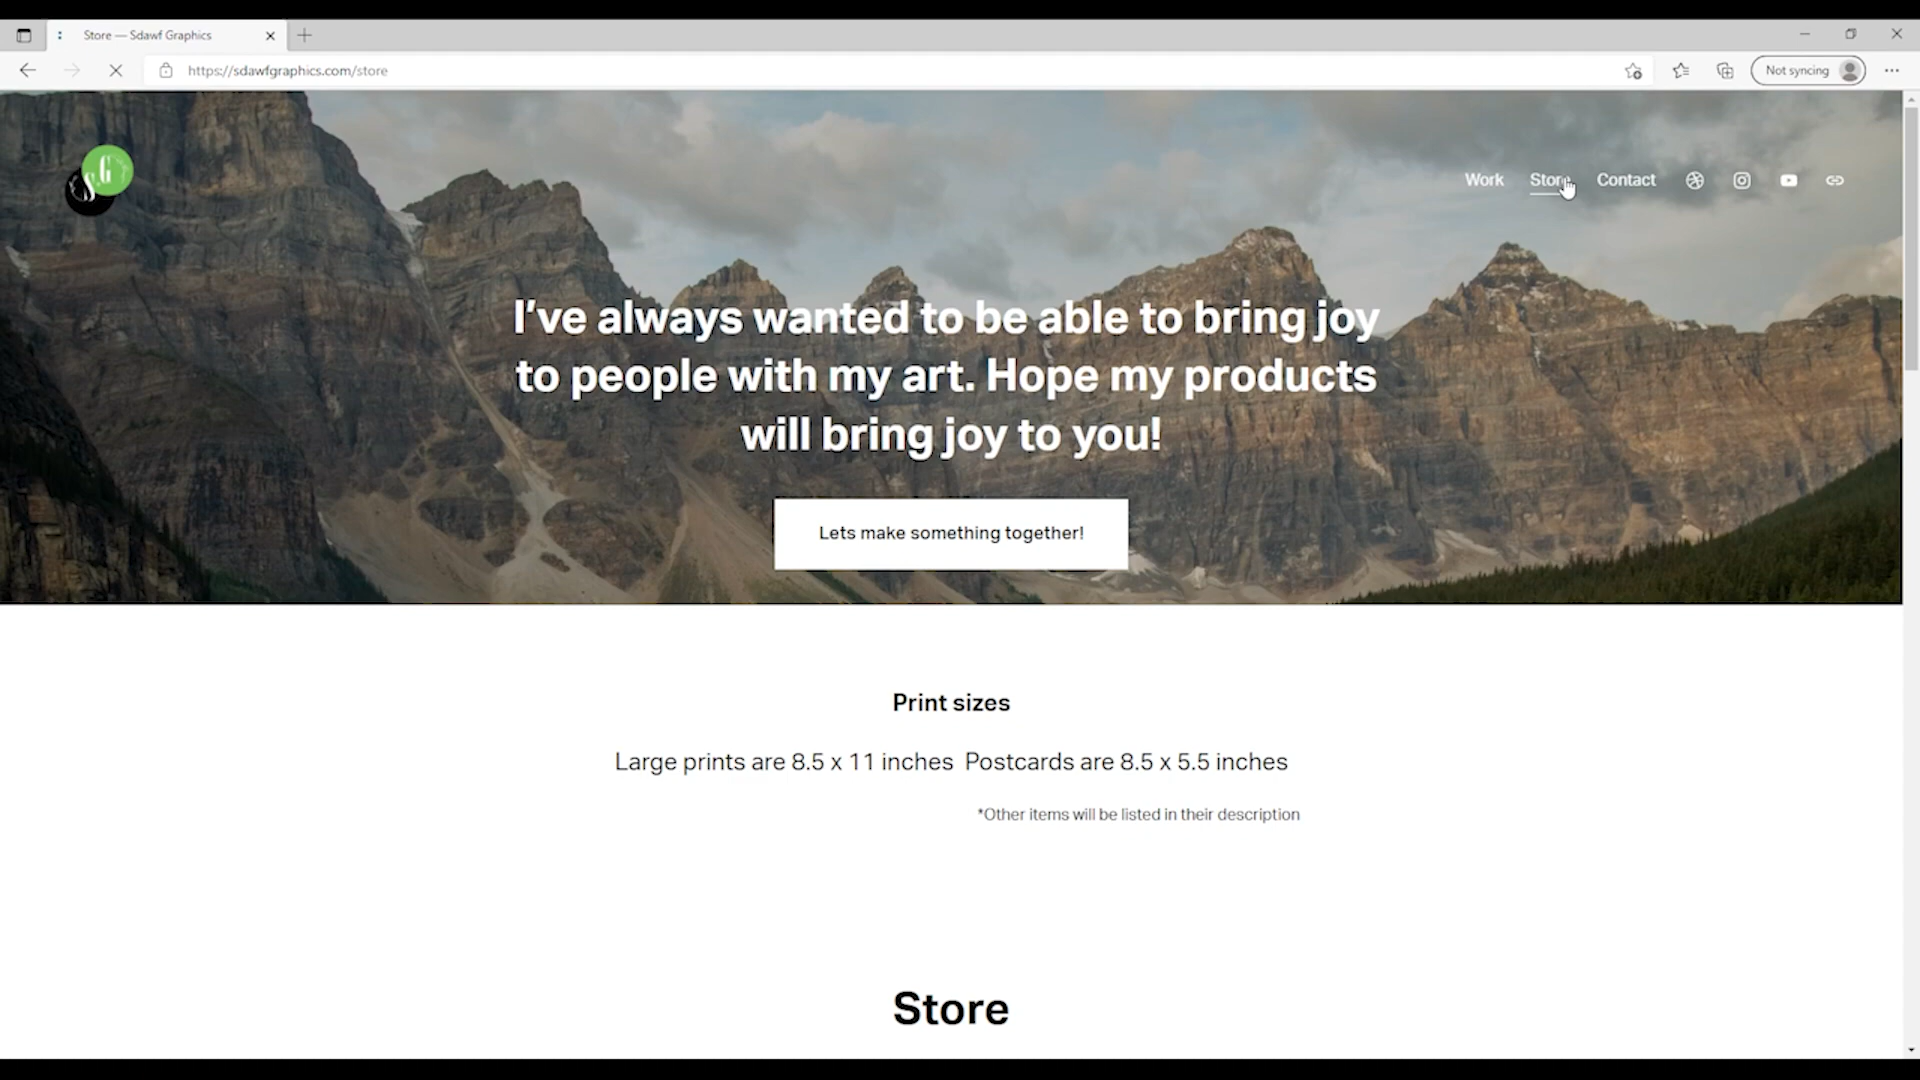 Store — Sdawf Graphics
https://sdawfgraphics.com/store
Not syncing
SG
Work Store Contact
I've always wanted to be able to bring joy
to people with my art. Hope my products
will bring joy to you!
Lets make something together!
Print sizes
Large prints are 8.5 x 11 inches Postcards are 8.5 x 5.5 inches
*Other items will be listed in their description
Store